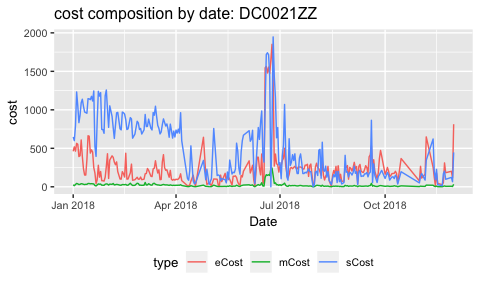 cost composition by date: DC0021ZZ
2000
1500
1000
500
0
cost
Jan 2018
Apr 2018
Jul 2018
Oct 2018
Date
type eCost mCost sCost